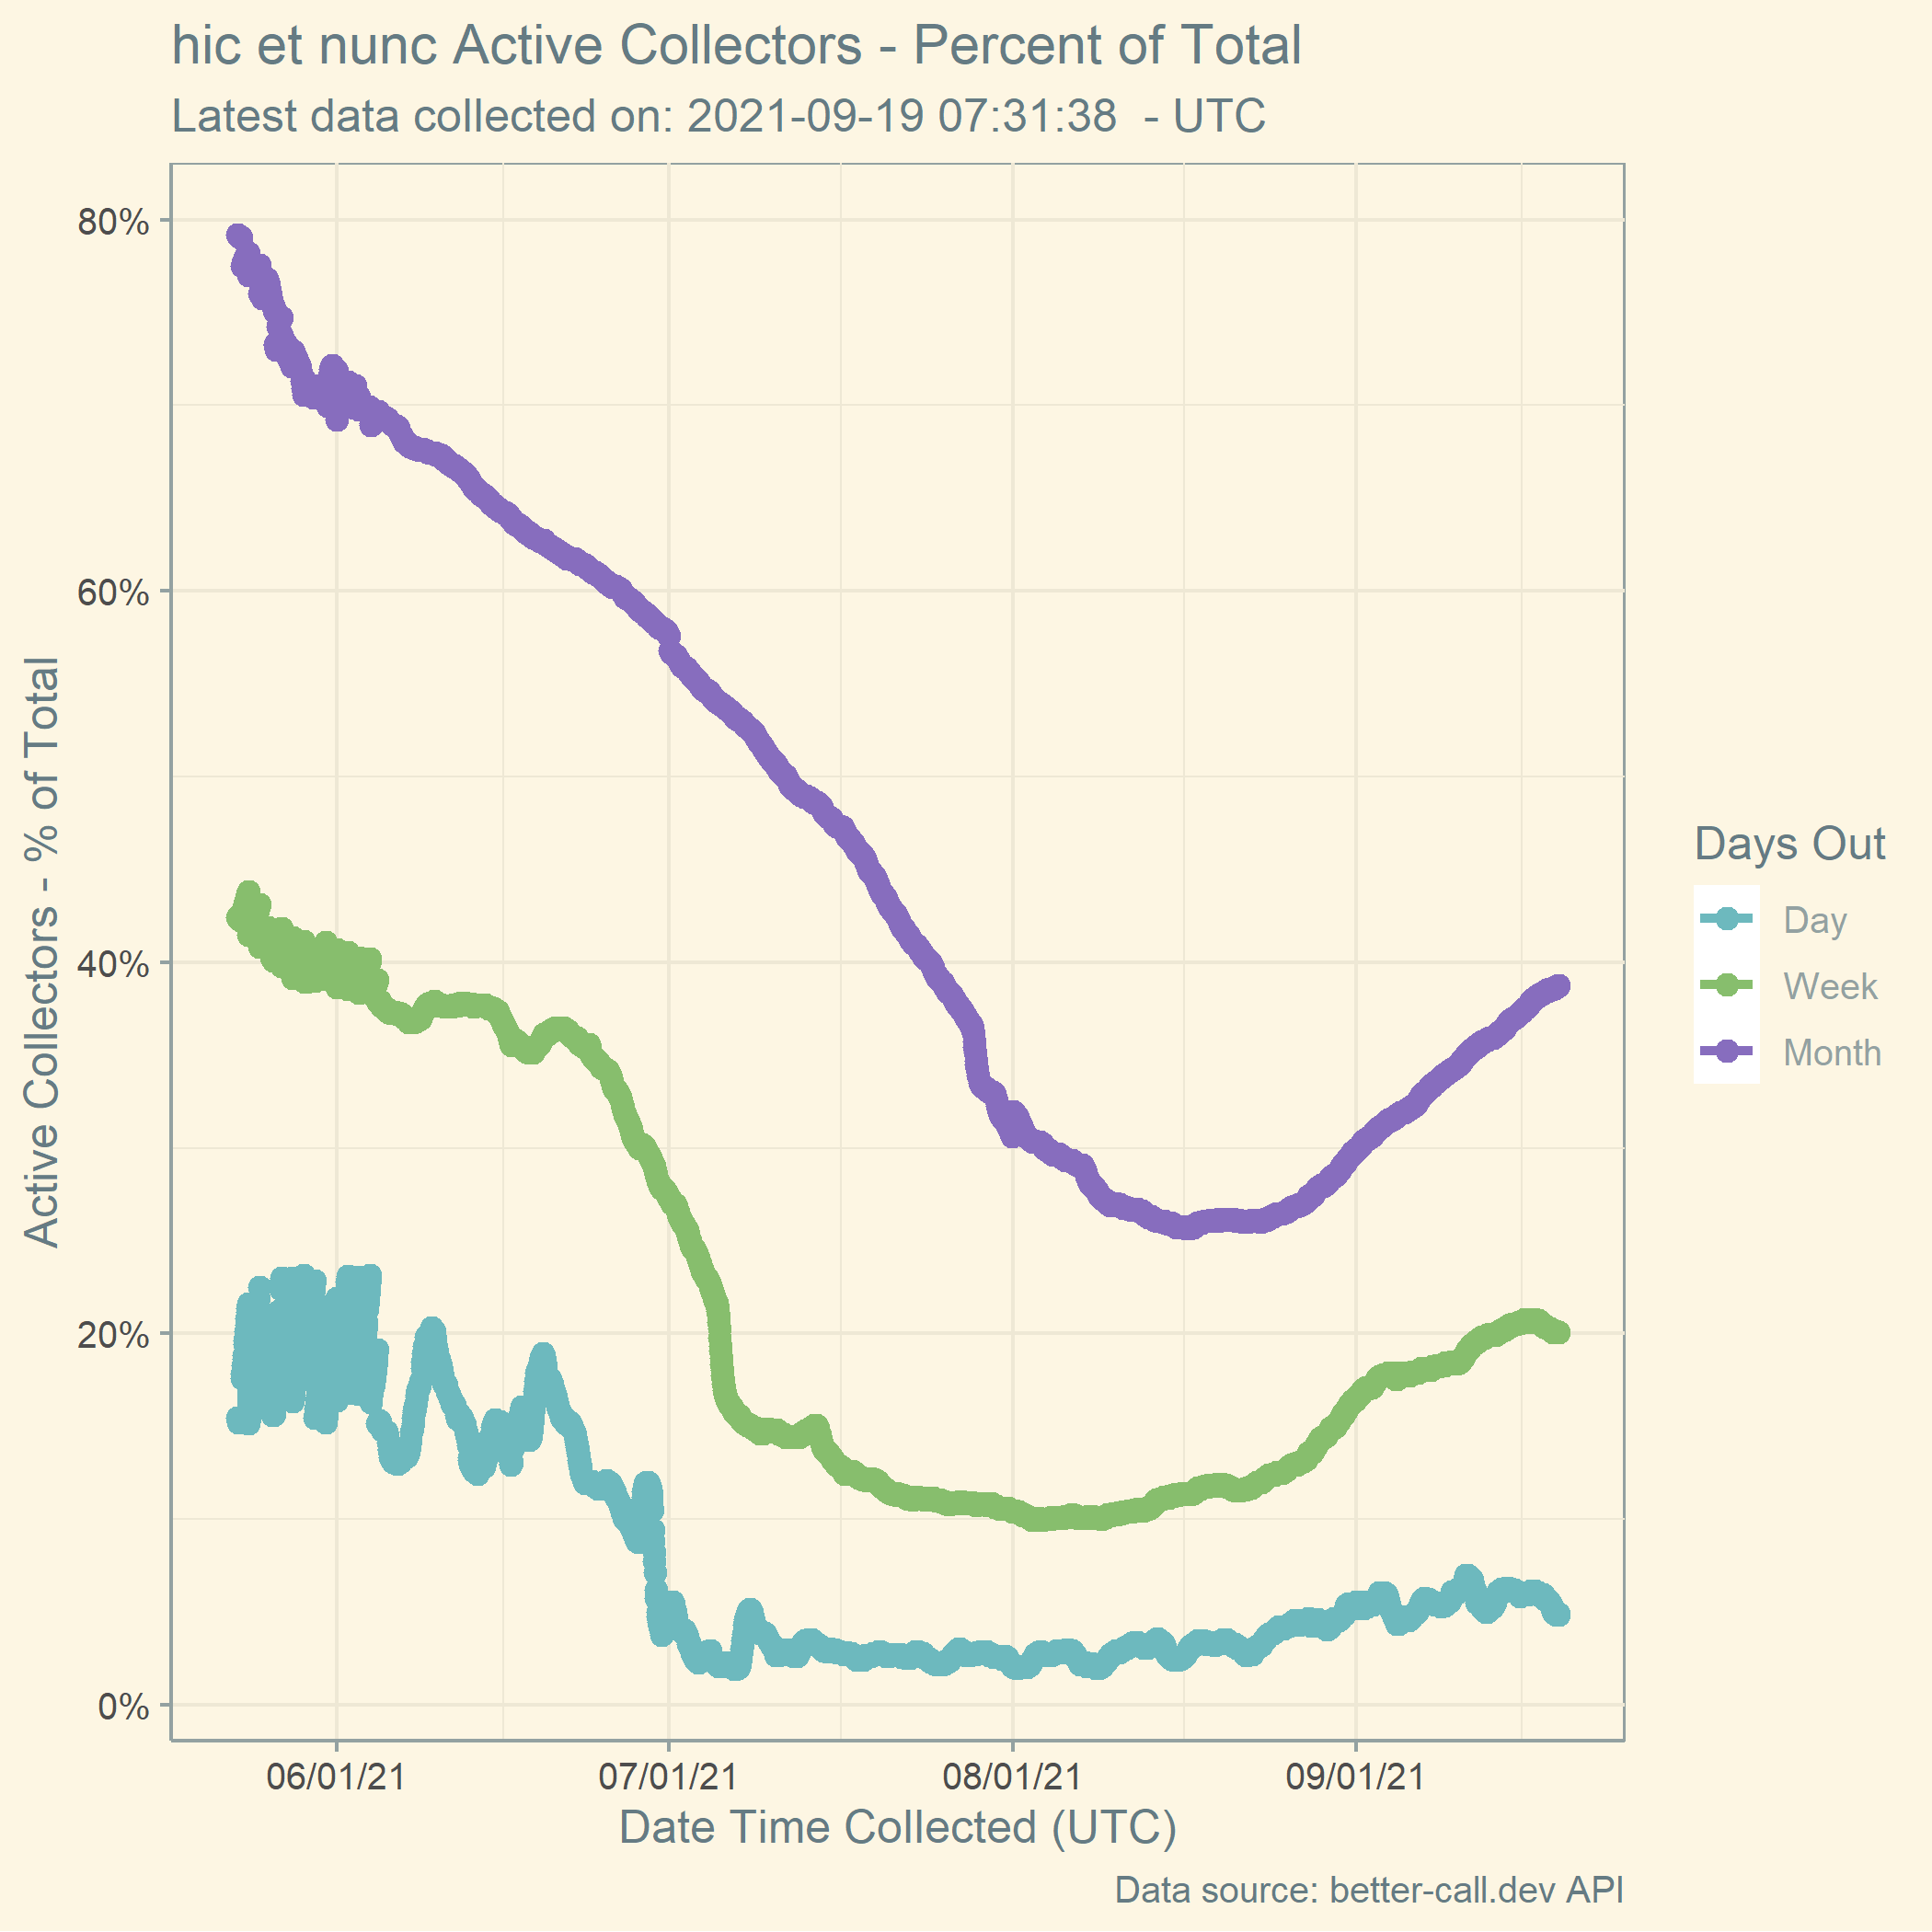 hic et nunc Active Collectors - Percent of Total
Latest data collected on: 2021-09-19 07:31:38  - UTC
Active Collectors - % of Total
80%
60%
40%
20%
0%
06/01/21
07/01/21
08/01/21
09/01/21
Date Time Collected (UTC)
Days Out
Day
Week
Month
Data source: better-call.dev API